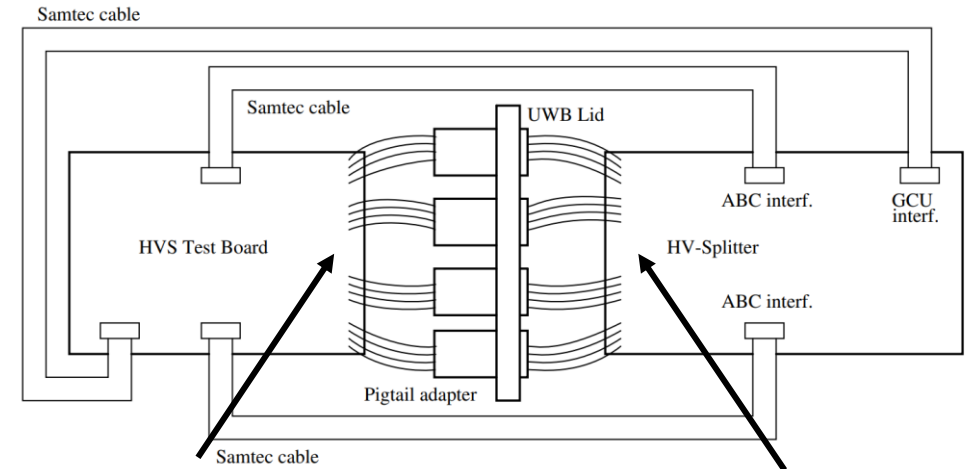 Samtec cable
Samtec cable
UWB Lid
ABC interf.
GCU
interf.
HVS Test Board
HV-Splitter
ABC interf.
Pigtail adapter
Samtec cable